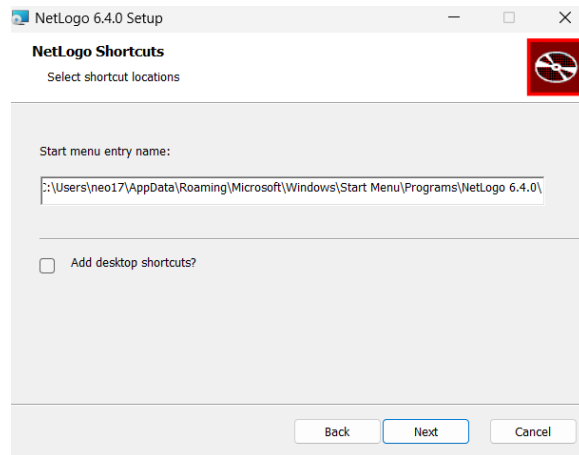 NetLogo 6.4.0 Setup
NetLogo Shortcuts
Select shortcut locations
Start menu entry name:
:\Users\neo17\AppData\Roaming\Microsoft\Windows\Start Menu\Programs\NetLogo 6.4.0\
Add desktop shortcuts?
Back Next Cancel